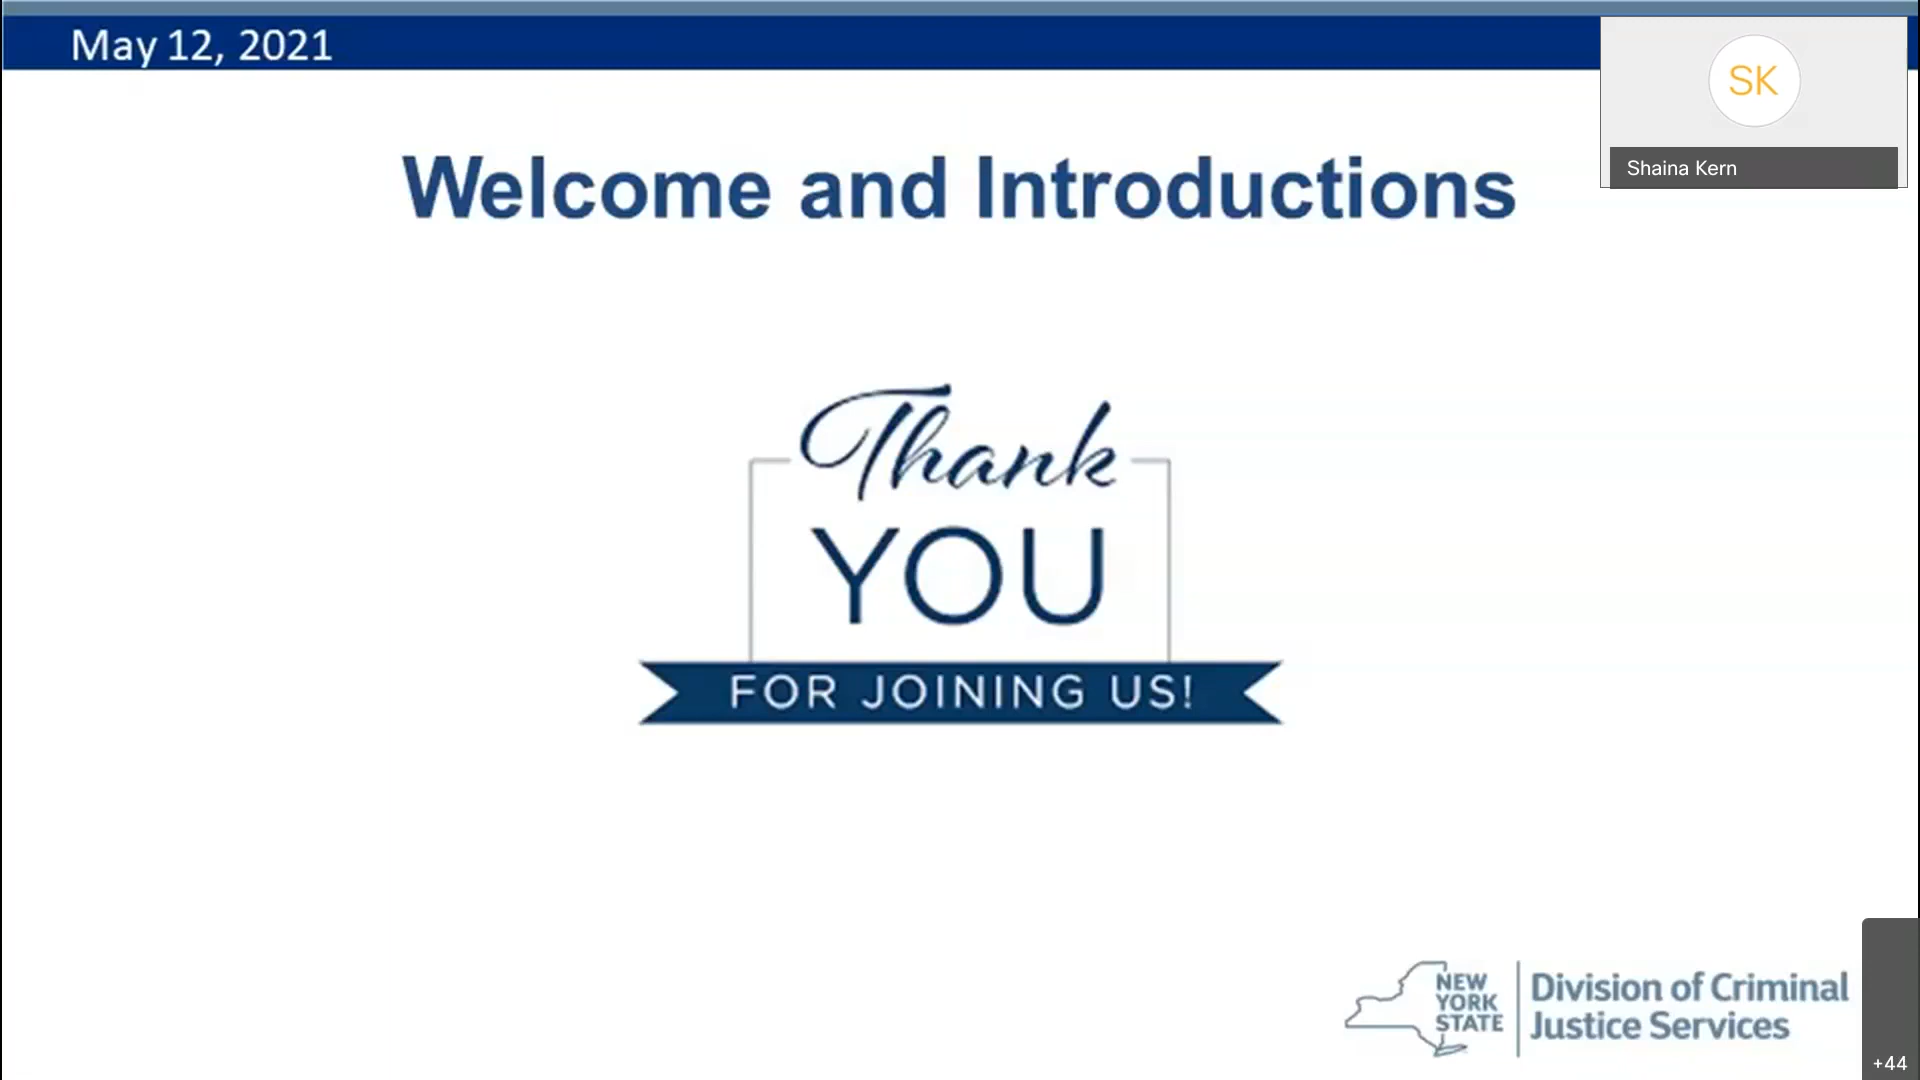 May 12, 2021
SK
Shaina Kern
Welcome and Introductions
Thank
YOU
FOR JOINING US!
NEW
YORK
STATE
Division of Criminal
Justice Services
+44